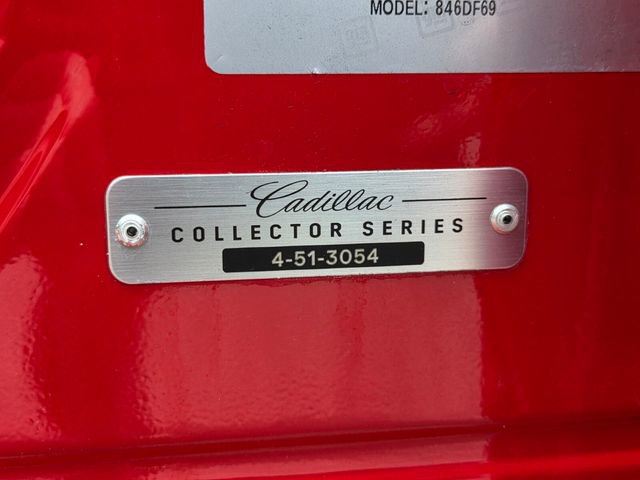 MODEL: 846DF69
Cadillac
COLLECTOR SERIES
4-51-3054